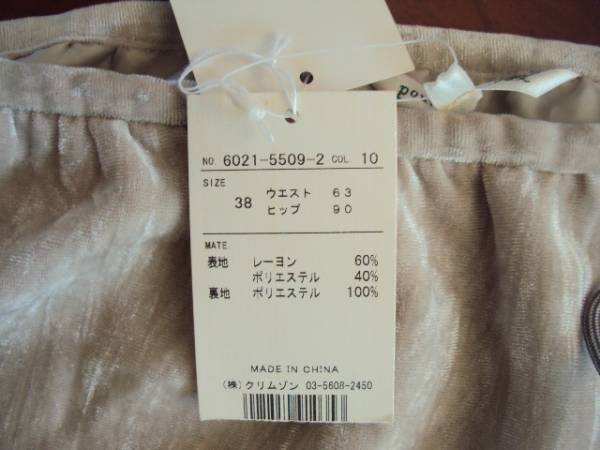 NO. 6021-5509-2 COL. 10
SIZE
38 ウエスト 63
ヒップ 90
MATE.
表地 レーヨン 60%
ポリエステル 40%
裏地 ポリエステル 100%
MADE IN CHINA
(株)クリムゾン 03-5608-2450